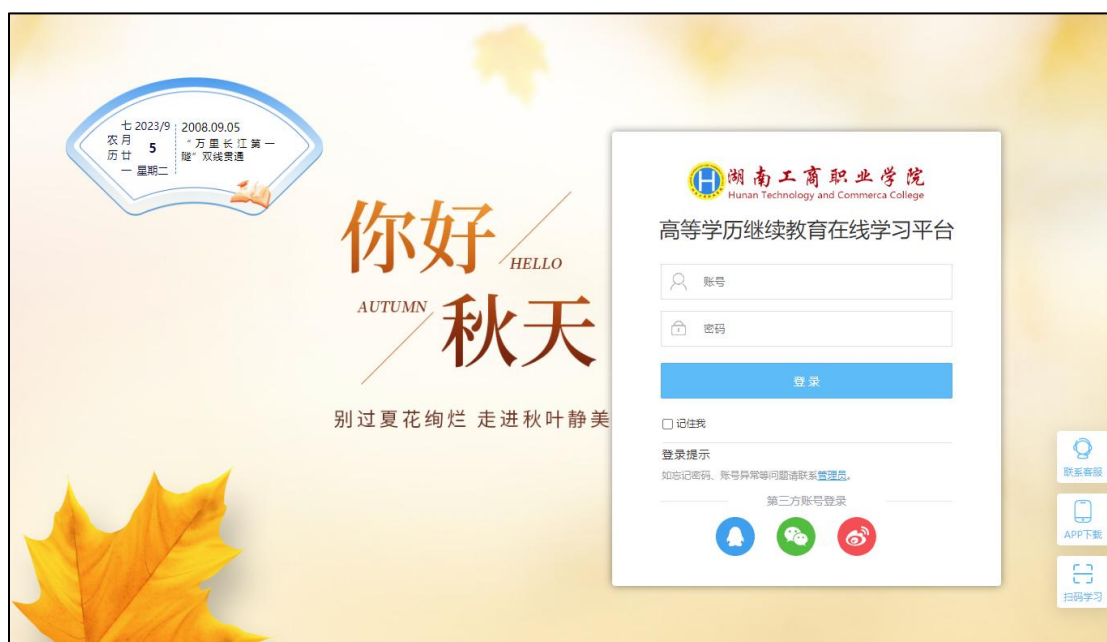 七 2023/9
农 月
5
历 廿
一 星期二
2008.09.05
“万里长江第一
隧”双线贯通
你好
HELLO
AUTUMN
秋天
别过夏花绚烂 走进秋叶静美
H
湖南工商职业学院
Hunan Technology and Commerca College
高等学历继续教育在线学习平台
账号
密码
登录
记住我
登录提示
如忘记密码、账号异常等问题请联系管理员。
第三方账号登录
联系客服
APP下载
扫码学习